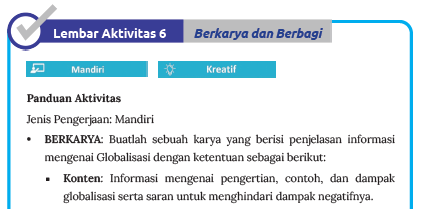 Lembar Aktivitas 6 Berkarya dan Berbagi
Mandiri Kreatif
Panduan Aktivitas
Jenis Pengerjaan: Mandiri
• BERKARYA: Buatlah sebuah karya yang berisi penjelasan informasi
mengenai Globalisasi dengan ketentuan sebagai berikut:
▪ Konten: Informasi mengenai pengertian, contoh, dan dampak
globalisasi serta saran untuk menghindari dampak negatifnya.